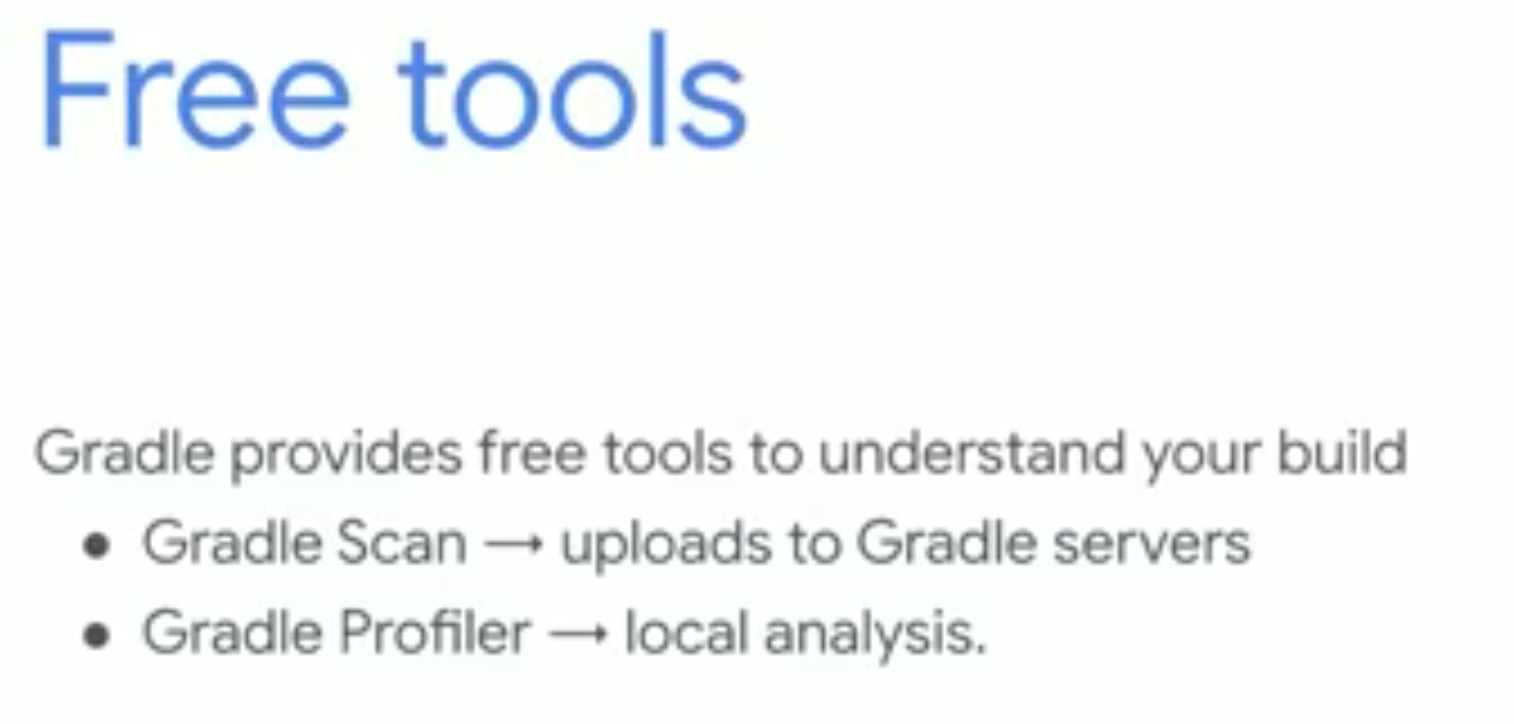 Free tools
Gradle provides free tools to understand your build
● Gradle Scan → uploads to Gradle servers
● Gradle Profiler → local analysis.